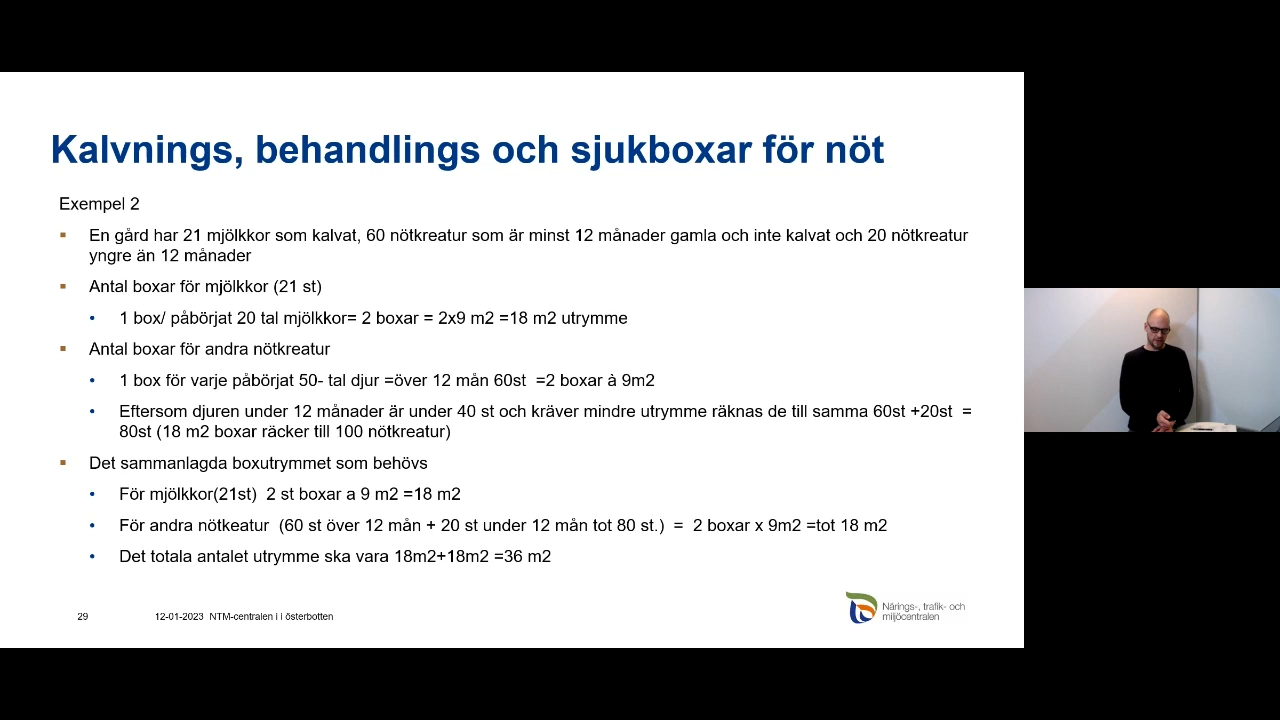 Kalvnings, behandlings och sjukboxar för nöt
Exempel 2
En gård har 21 mjölkkor som kalvat, 60 nötkreatur som är minst 12 månader gamla och inte kalvat och 20 nötkreatur
yngre än 12 månader
Antal boxar för mjölkkor (21 st)
1 box/ påbörjat 20 tal mjölkkor= 2 boxar = 2x9 m2 =18 m2 utrymme
Antal boxar för andra nötkreatur
1 box för varje påbörjat 50- tal djur =över 12 mån 60st  =2 boxar à 9m2
Eftersom djuren under 12 månader är under 40 st och kräver mindre utrymme räknas de till samma 60st +20st  =
80st (18 m2 boxar räcker till 100 nötkreatur)
Det sammanlagda boxutrymmet som behövs
För mjölkkor(21st)  2 st boxar a 9 m2 =18 m2
För andra nötkeatur  (60 st över 12 mån + 20 st under 12 mån tot 80 st.)  =  2 boxar x 9m2 =tot 18 m2
Det totala antalet utrymme ska vara 18m2+18m2 =36 m2
29
12-01-2023  NTM-centralen i i österbotten
Närings-, trafik- och
miljöcentralen